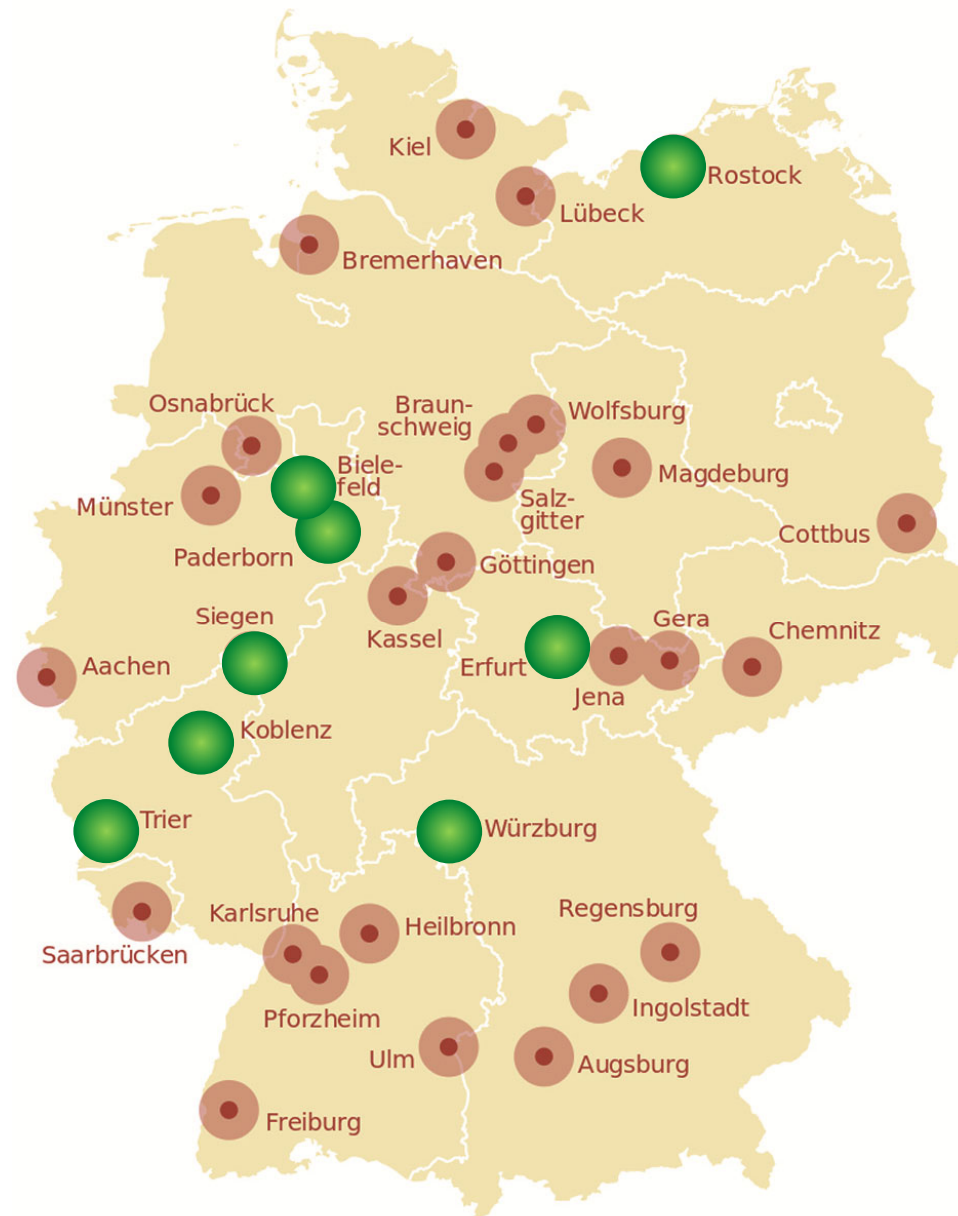 Kiel
Rostock
Lübeck
Bremerhaven
Osnabrück
Braun-
schweig
Wolfsburg
Biele-
feld
Magdeburg
Münster
Salz-
gitter
Cottbus
Paderborn
Göttingen
Siegen
Kassel
Gera
Chemnitz
Aachen
Erfurt
Jena
Koblenz
Trier
Würzburg
Karlsruhe
Heilbronn
Regensburg
Saarbrücken
Pforzheim
Ingolstadt
Ulm
Augsburg
Freiburg